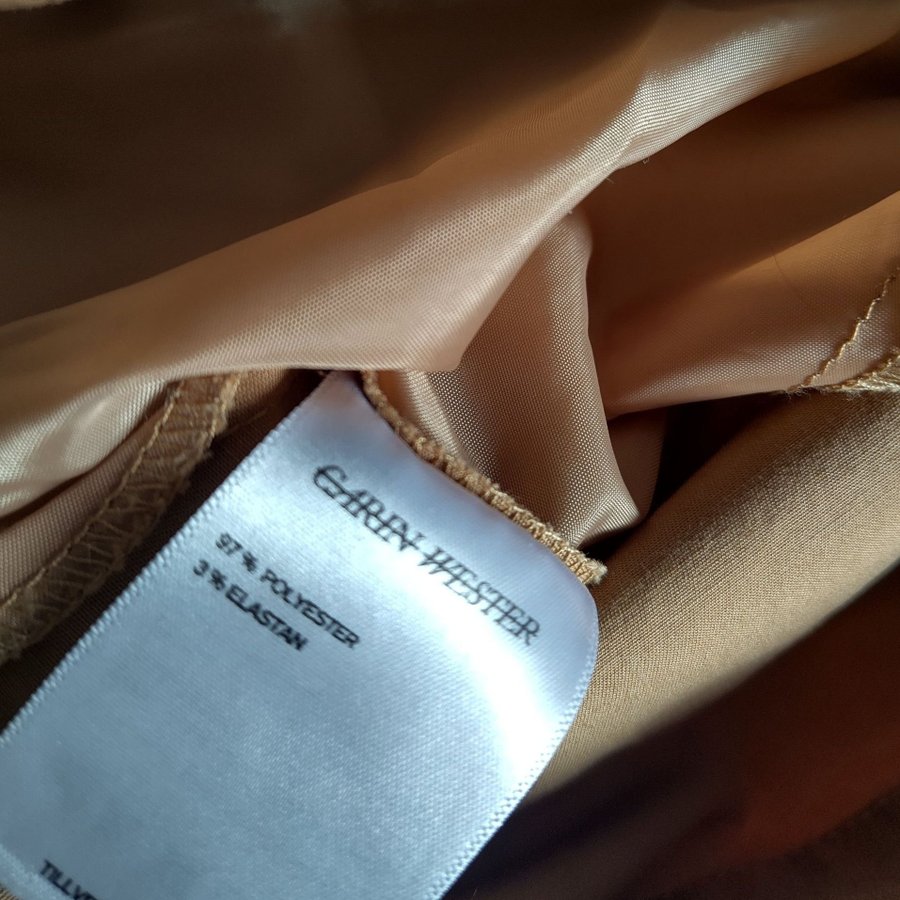 CARIN WESTER
97 % POLYESTER
3 % ELASTAN